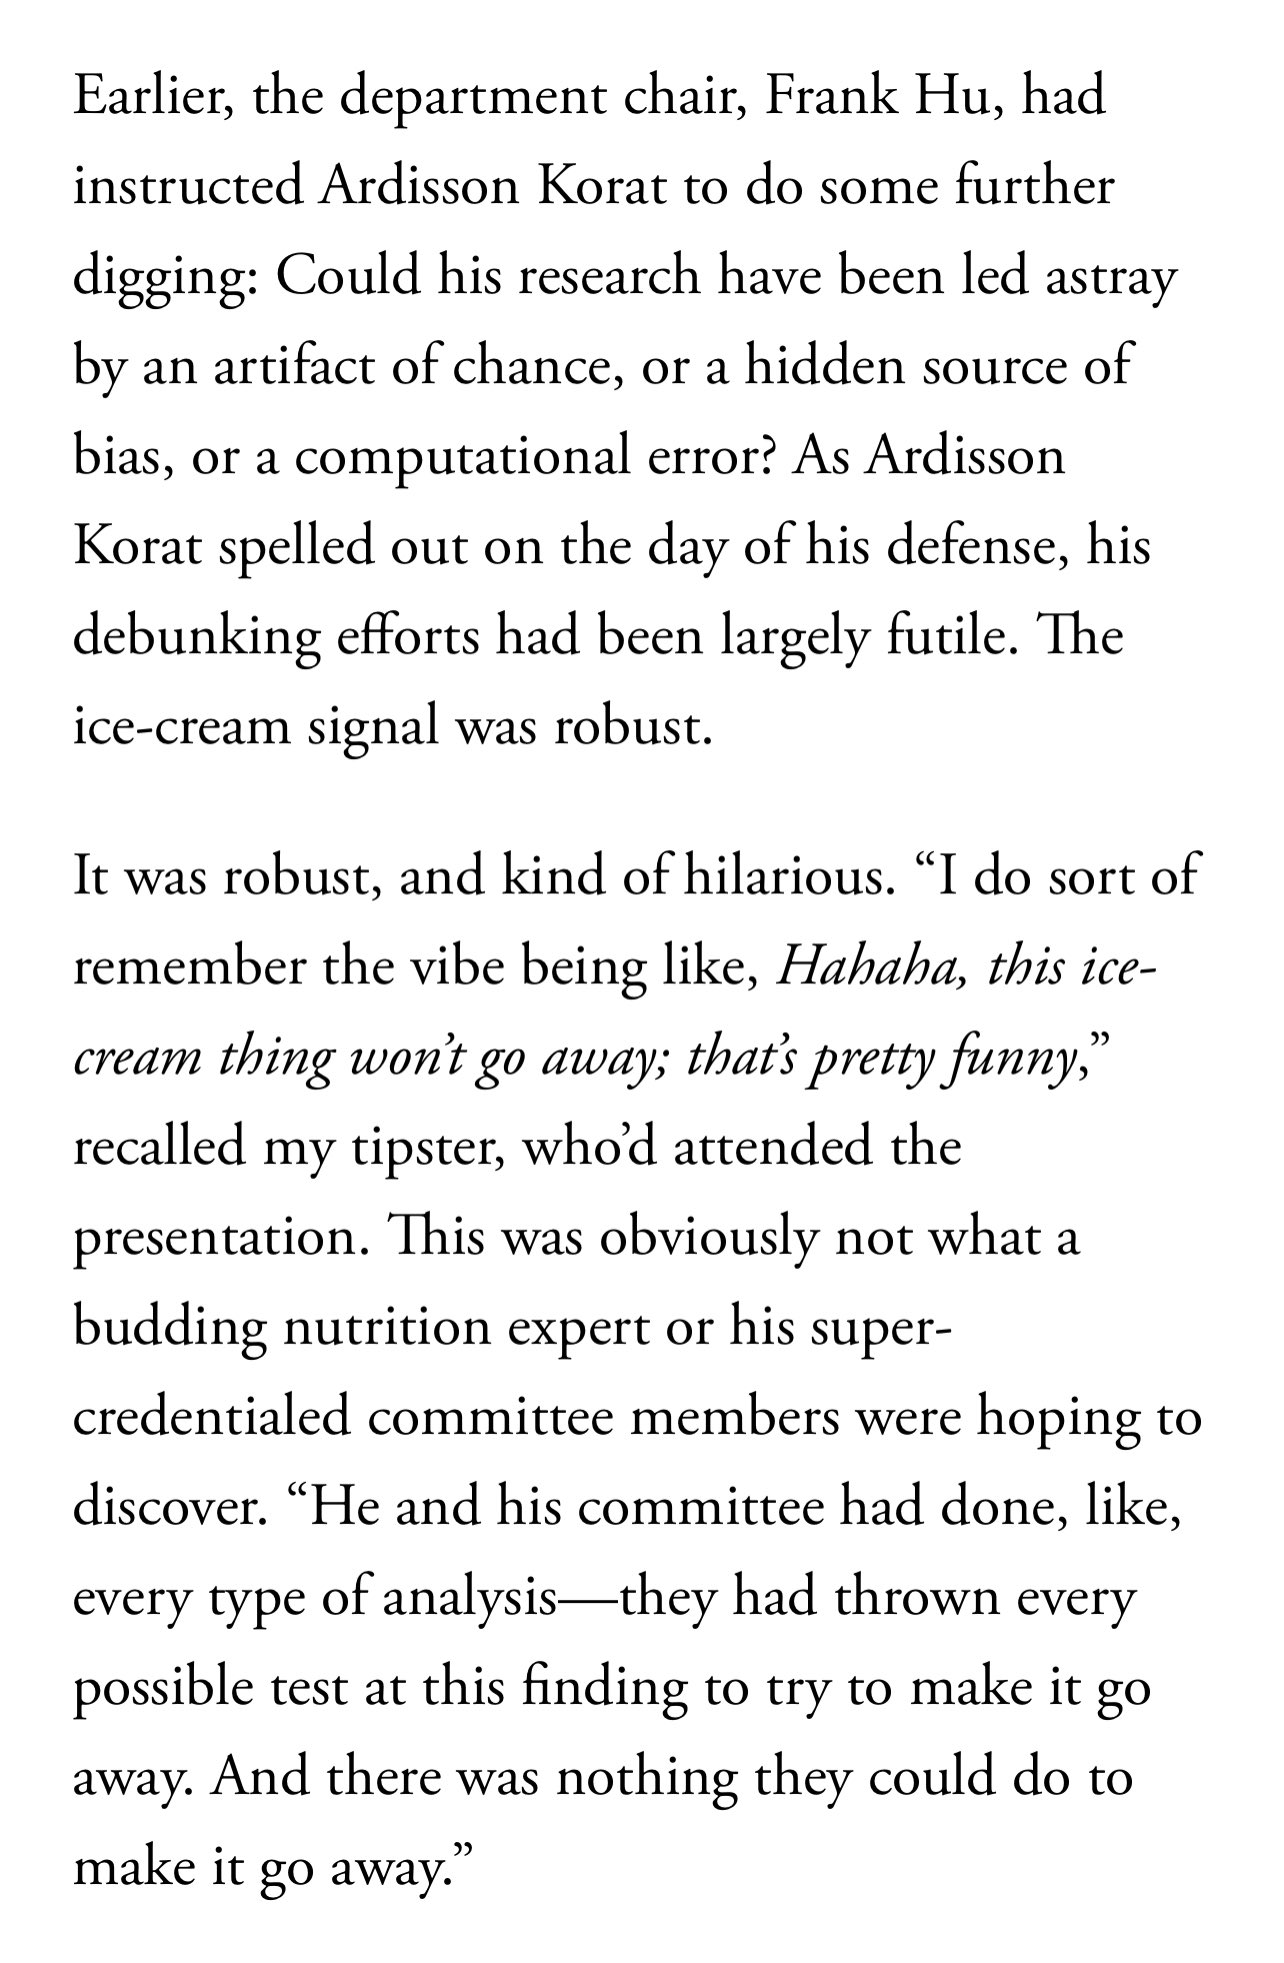 Earlier, the department chair, Frank Hu, had
instructed Ardisson Korat to do some further
digging: Could his research have been led astray
by an artifact of chance, or a hidden source of
bias, or a computational error? As Ardisson
Korat spelled out on the day of his defense, his
debunking efforts had been largely futile. The
ice-cream signal was robust.
It was robust, and kind of hilarious. “I do sort of
remember the vibe being like, Hahaha, this ice-
cream thing won’t go away; that’s pretty funny,”
recalled my tipster, who’d attended the
presentation. This was obviously not what a
budding nutrition expert or his super-
credentialed committee members were hoping to
discover. “He and his committee had done, like,
every type of analysis—they had thrown every
possible test at this finding to try to make it go
away. And there was nothing they could do to
make it go away.”